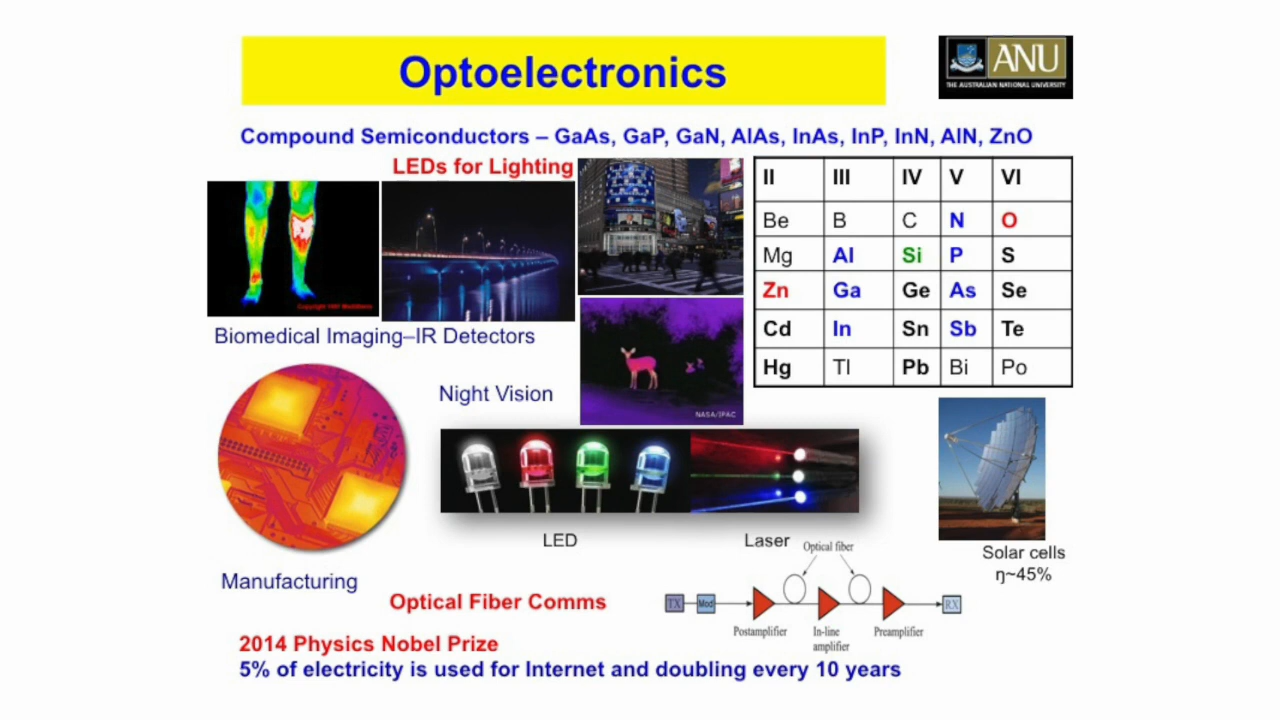 Optoelectronics
ANU
THE AUSTRALIAN NATIONAL UNIVERSITY
Compound Semiconductors – GaAs, GaP, GaN, AlAs, InAs, InP, InN, AlN, ZnO
LEDs for Lighting
II III IV V VI
Be B C N O
Mg Al Si P S
Zn Ga Ge As Se
Cd In Sn Sb Te
Hg Tl Pb Bi Po
Biomedical Imaging–IR Detectors
Night Vision
NASA/IPAC
LED
Laser
Solar cells
η~45%
Manufacturing
Optical Fiber Comms
Optical fiber
TX Mod RX
Postamplifier
In-line
amplifier
Preamplifier
2014 Physics Nobel Prize
5% of electricity is used for Internet and doubling every 10 years